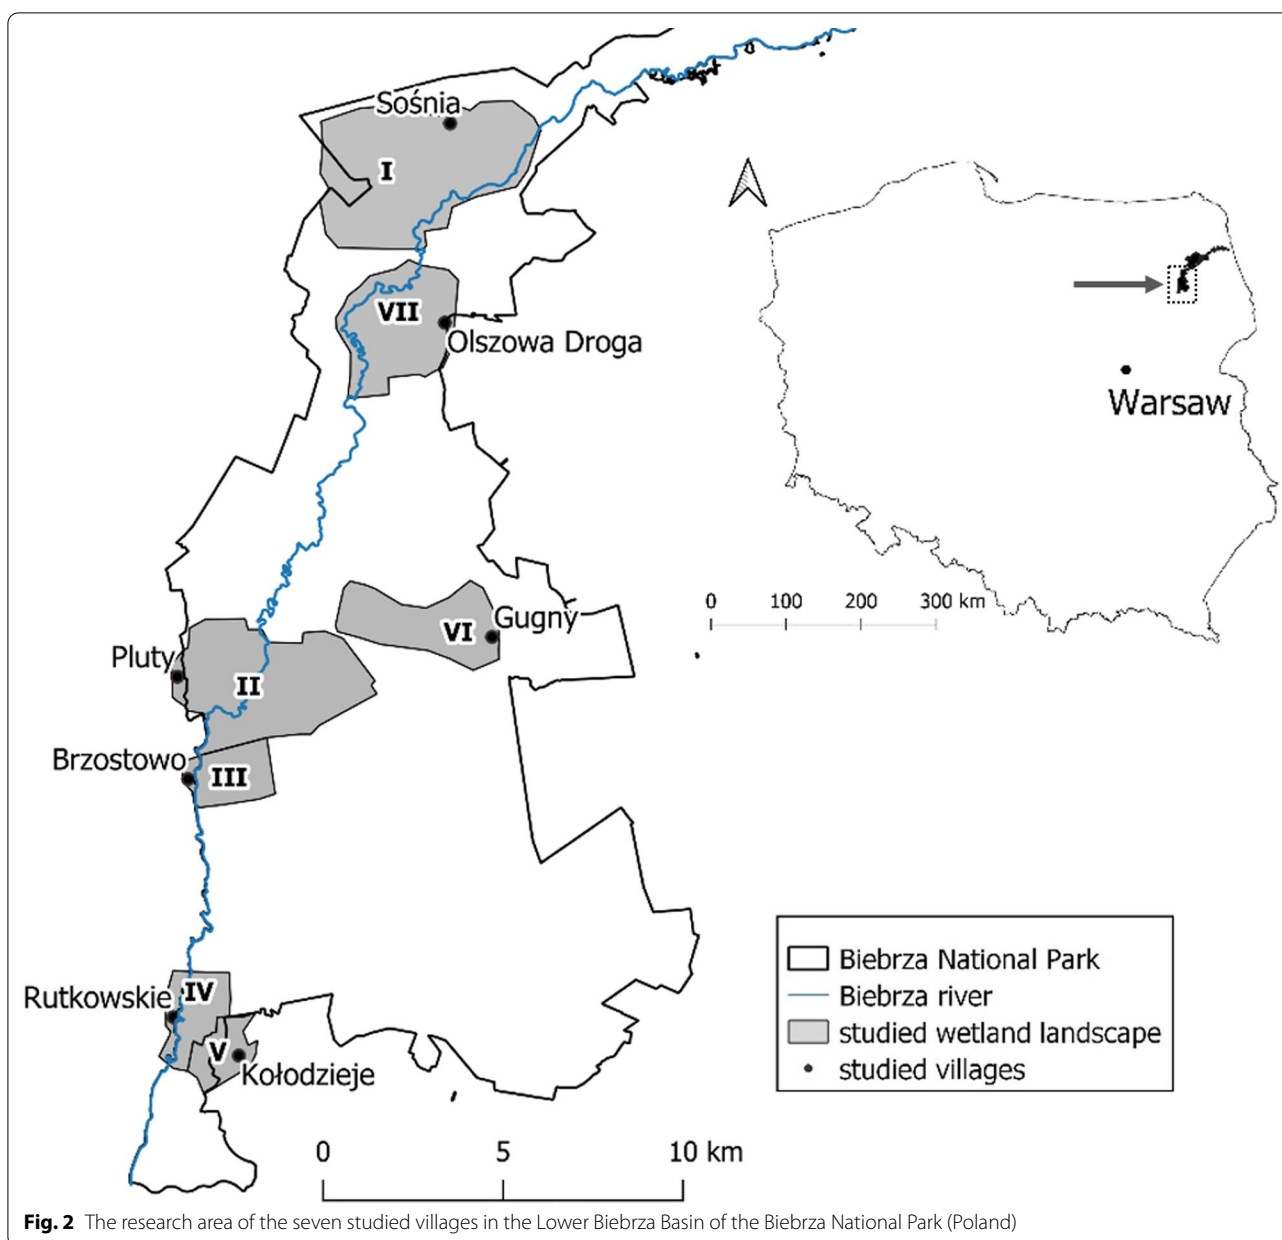 Sośnia
I
VII
Olszowa Droga
Warsaw
0 100 200 300 km
Gugny
VI
Pluty
II
Brzostowo
III
Rutkowskie
IV
V
Kołodzieje
Biebrza National Park
Biebrza river
studied wetland landscape
studied villages
0 5 10 km
Fig. 2 The research area of the seven studied villages in the Lower Biebrza Basin of the Biebrza National Park (Poland)